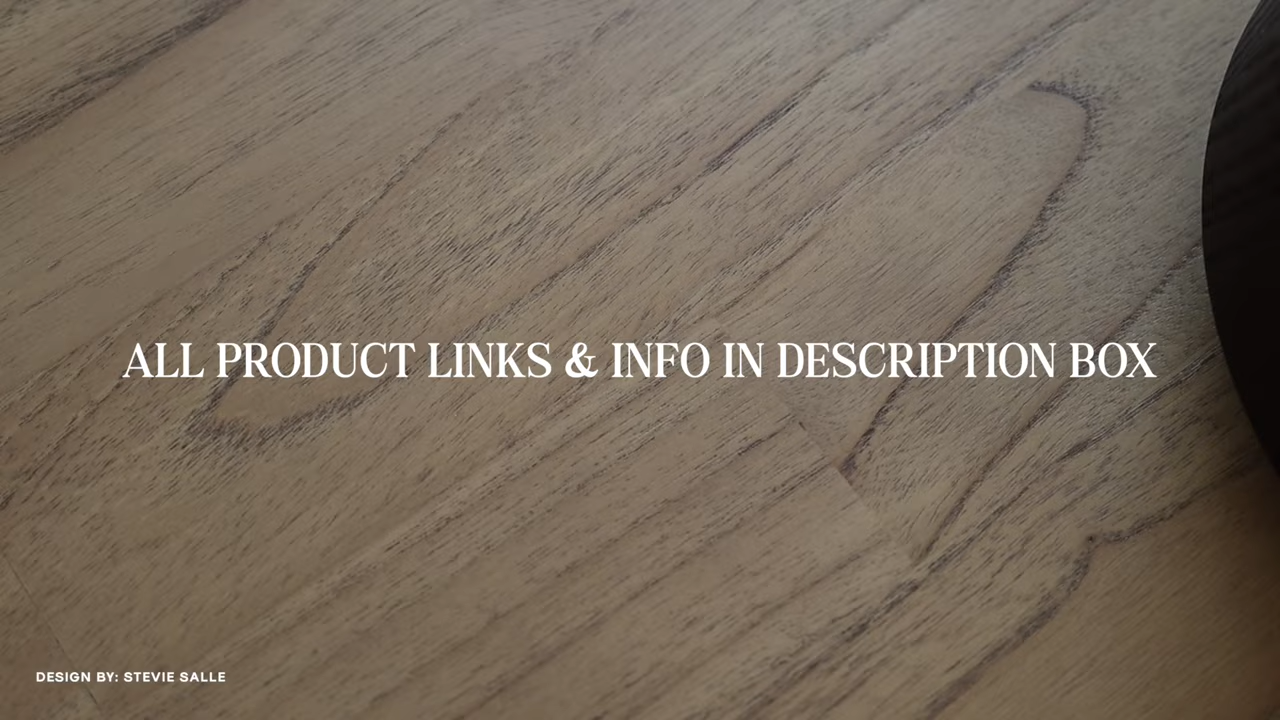 ALL PRODUCT LINKS & INFO IN DESCRIPTION BOX
DESIGN BY: STEVIE SALLE